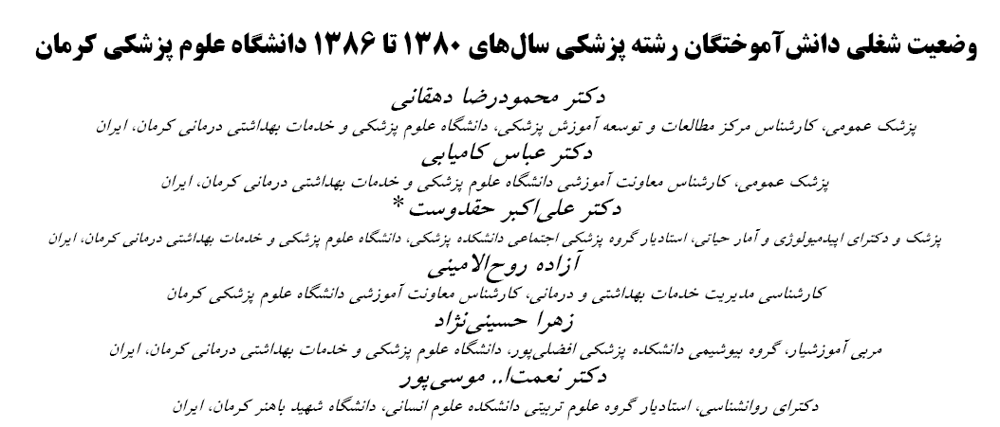 وضعیت شغلی دانش‌آموختگان رشته پزشکی سال‌های ۱۳۸۰ تا ۱۳۸۶ دانشگاه علوم پزشکی کرمان
دکتر محمودرضا دهقانی
پزشک عمومی، کارشناس مرکز مطالعات و توسعه آموزش پزشکی، دانشگاه علوم پزشکی و خدمات بهداشتی درمانی کرمان، ایران
دکتر عباس کامیابی
پزشک عمومی، کارشناس معاونت آموزشی دانشگاه علوم پزشکی و خدمات بهداشتی درمانی کرمان، ایران
دکتر علی‌اکبر حقدوست *
پزشک و دکترای اپیدمیولوژی و آمار حیاتی، استادیار گروه پزشکی اجتماعی دانشکده پزشکی، دانشگاه علوم پزشکی و خدمات بهداشتی درمانی کرمان، ایران
آزاده روح‌الامینی
کارشناسی مدیریت خدمات بهداشتی و درمانی، کارشناس معاونت آموزشی دانشگاه علوم پزشکی کرمان
زهرا حسینی‌نژاد
مربی آموزشیار، گروه بیوشیمی دانشکده پزشکی افضلی‌پور، دانشگاه علوم پزشکی و خدمات بهداشتی درمانی کرمان، ایران
دکتر نعمت‌ا.. موسی‌پور
دکترای روانشناسی، استادیار گروه علوم تربیتی دانشکده علوم انسانی، دانشگاه شهید باهنر کرمان، ایران